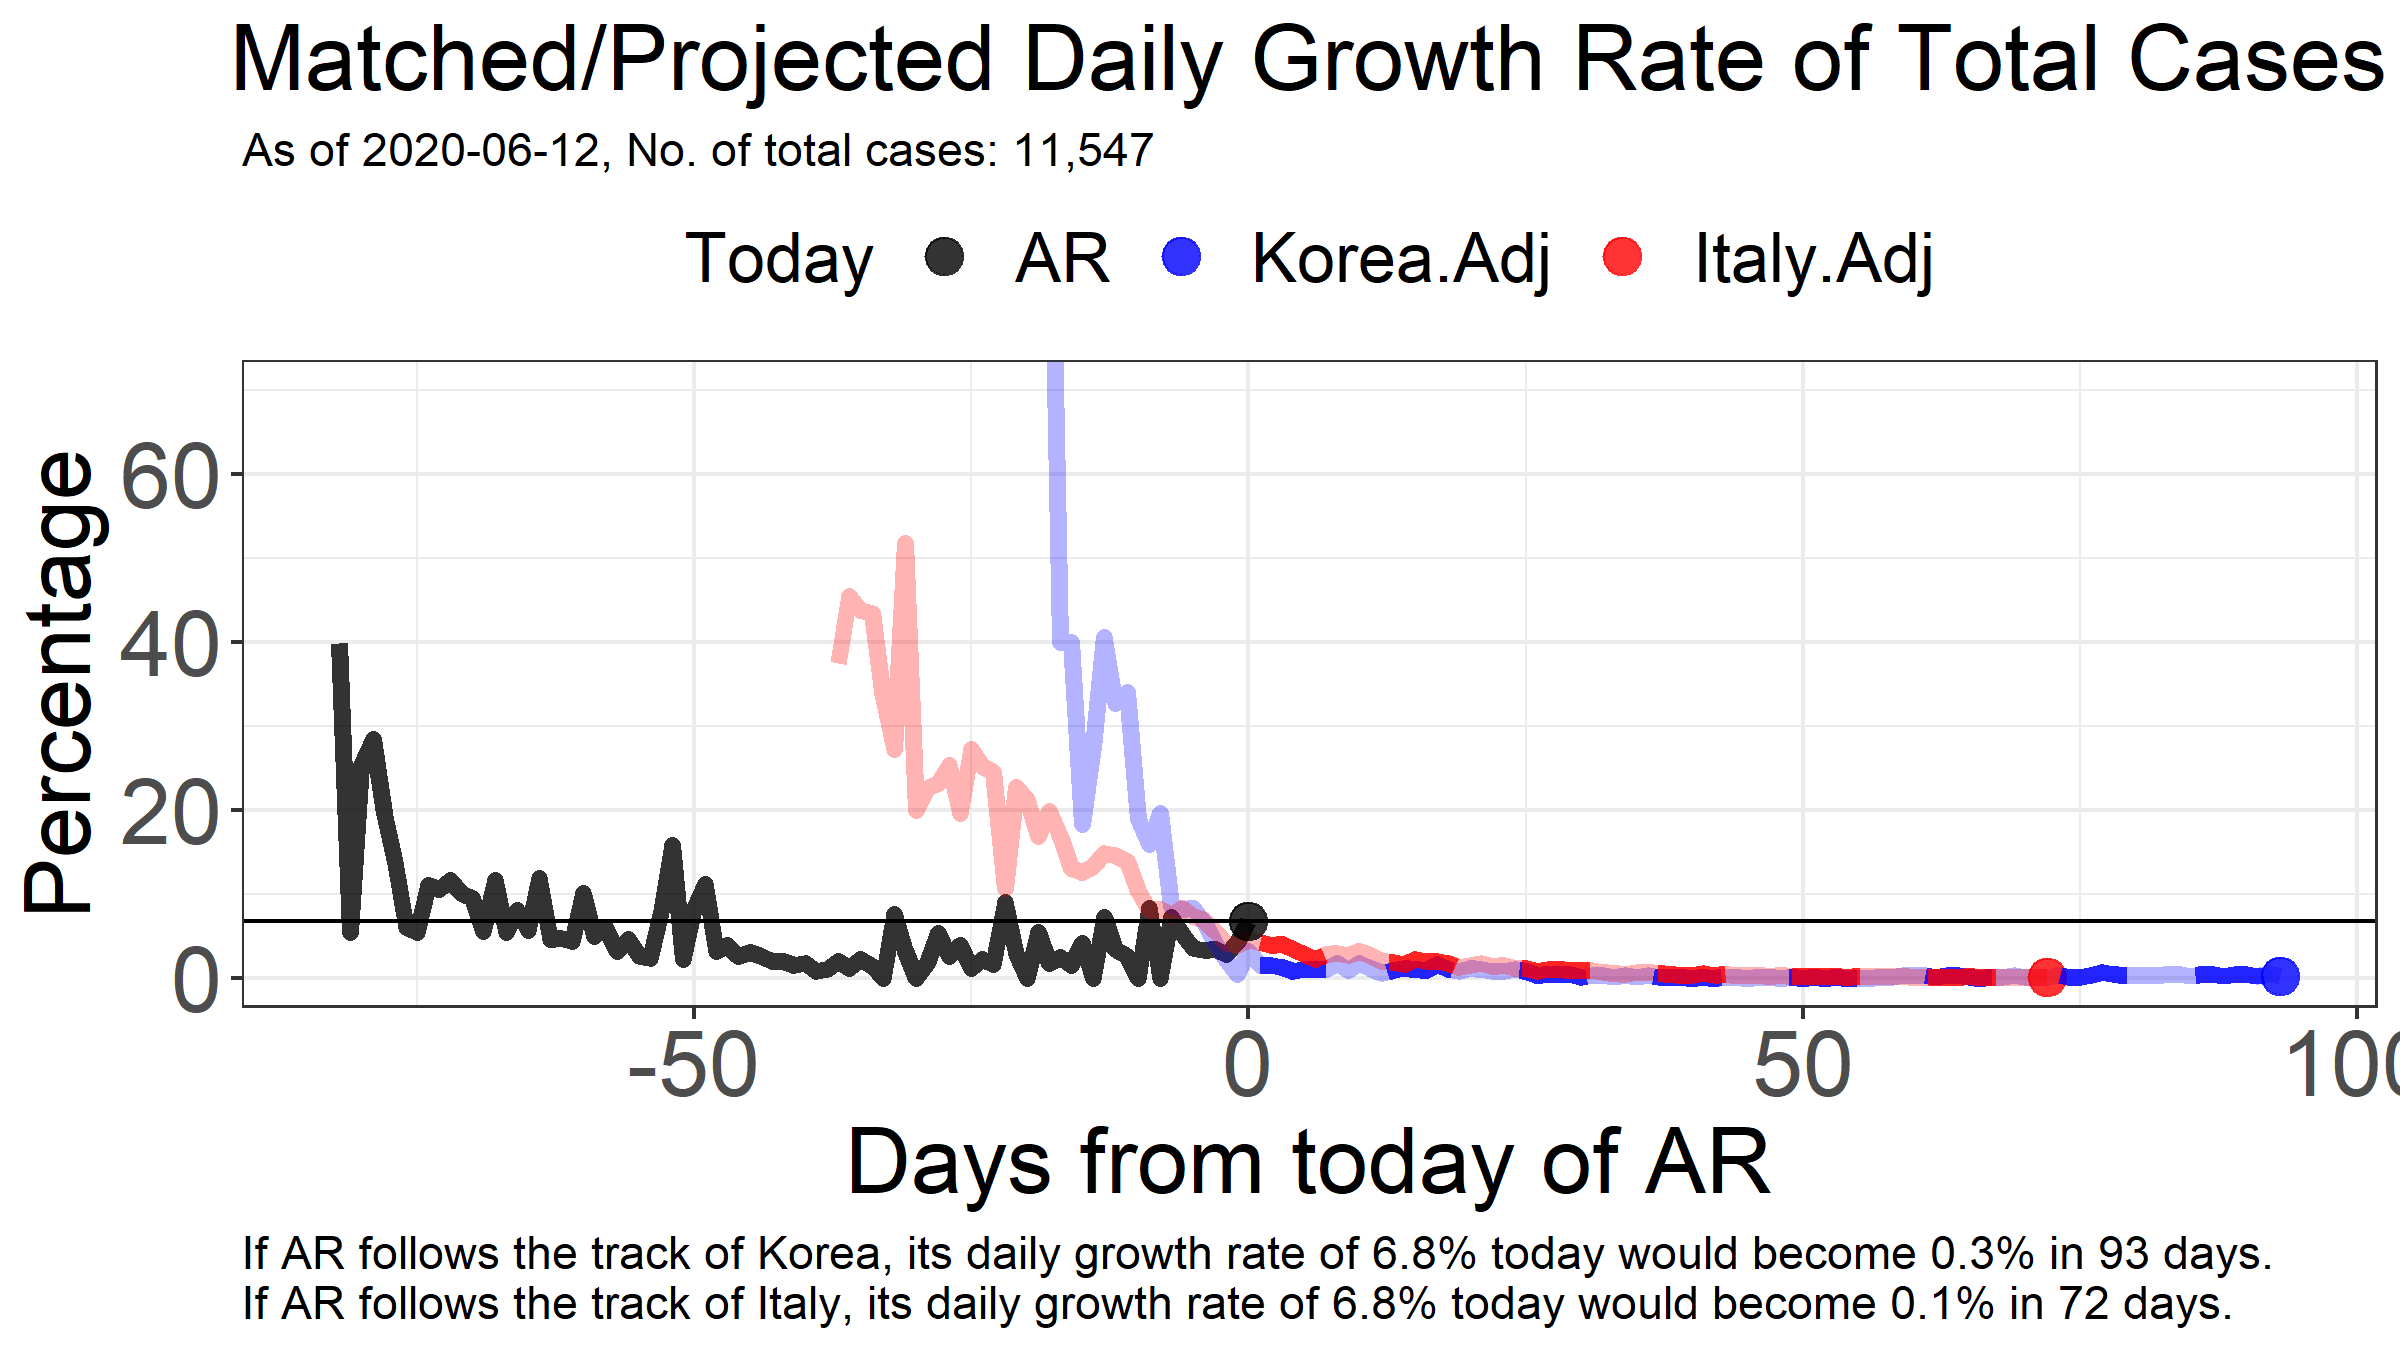 Matched/Projected Daily Growth Rate of Total Cases
As of 2020-06-12, No. of total cases: 11,547
Today AR Korea.Adj Italy.Adj
Percentage
60
40
20
0
-50 0 50 100
Days from today of AR
If AR follows the track of Korea, its daily growth rate of 6.8% today would become 0.3% in 93 days.
If AR follows the track of Italy, its daily growth rate of 6.8% today would become 0.1% in 72 days.